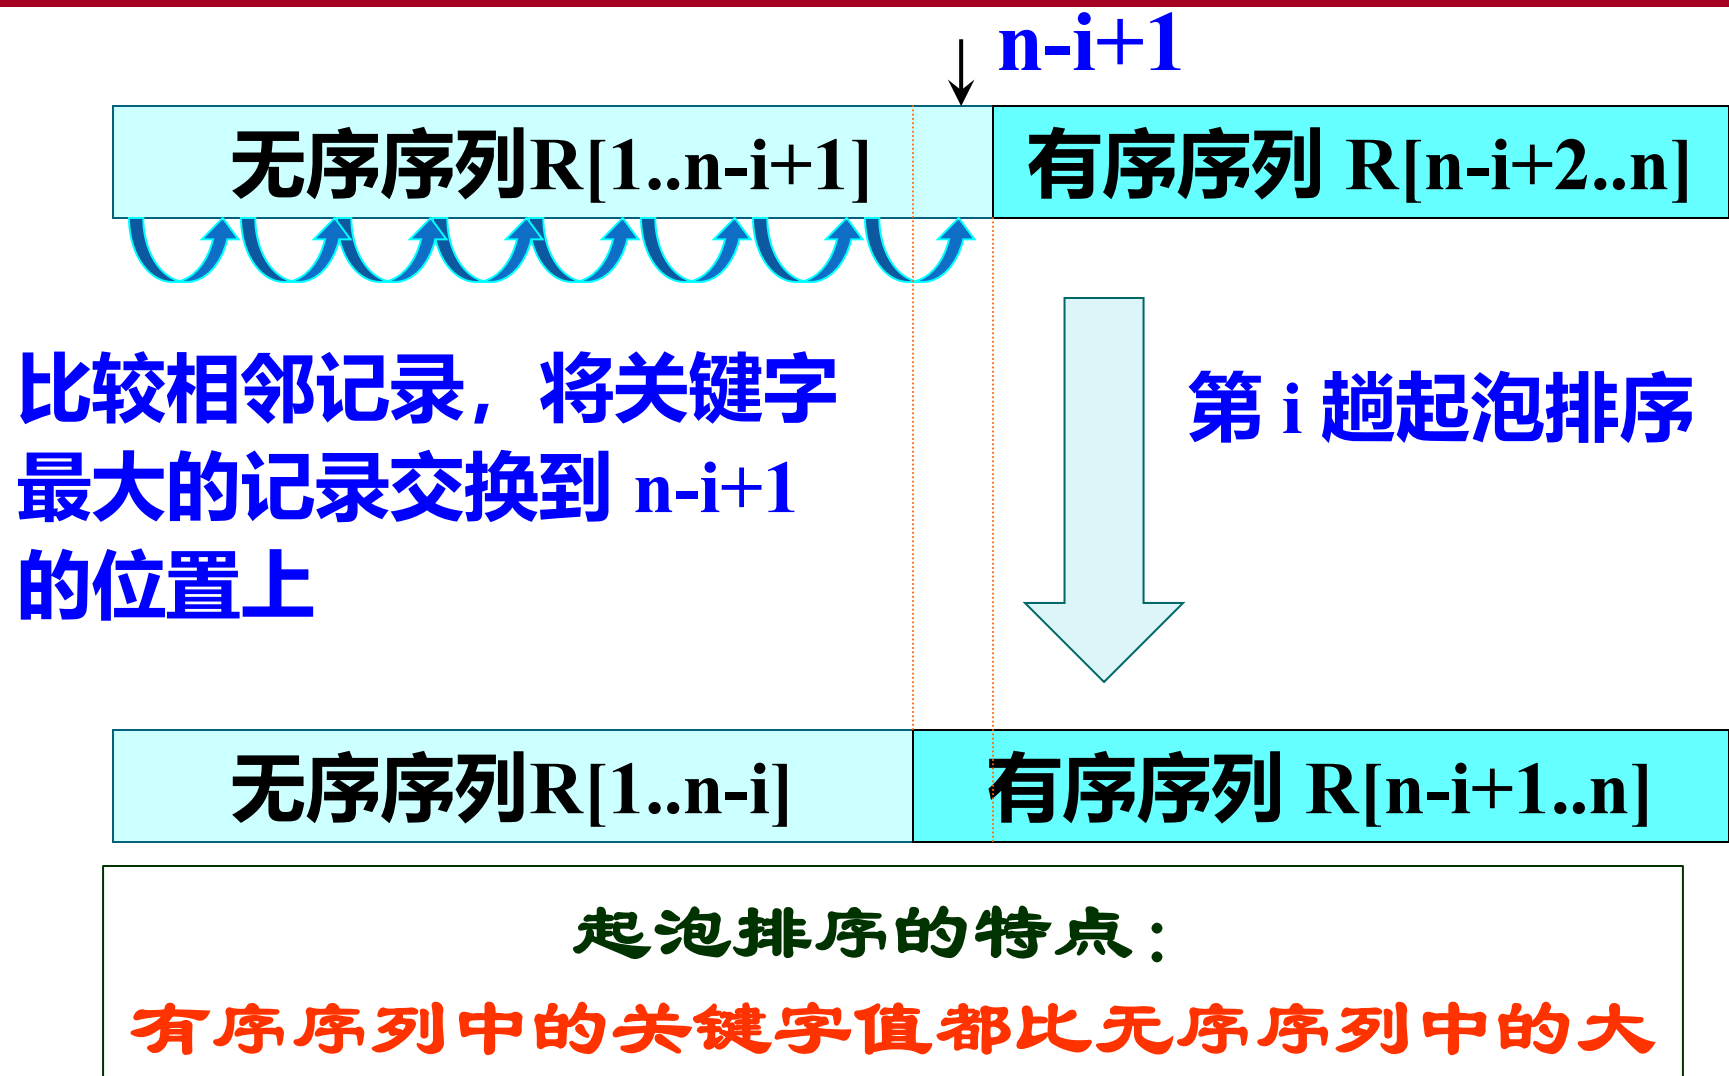 n-i+1
无序序列R[1..n-i+1]
有序序列 R[n-i+2..n]
比较相邻记录，将关键字
最大的记录交换到 n-i+1
的位置上
第 i 趟起泡排序
无序序列R[1..n-i]
有序序列 R[n-i+1..n]
起泡排序的特点：
有序序列中的关键字值都比无序序列中的大